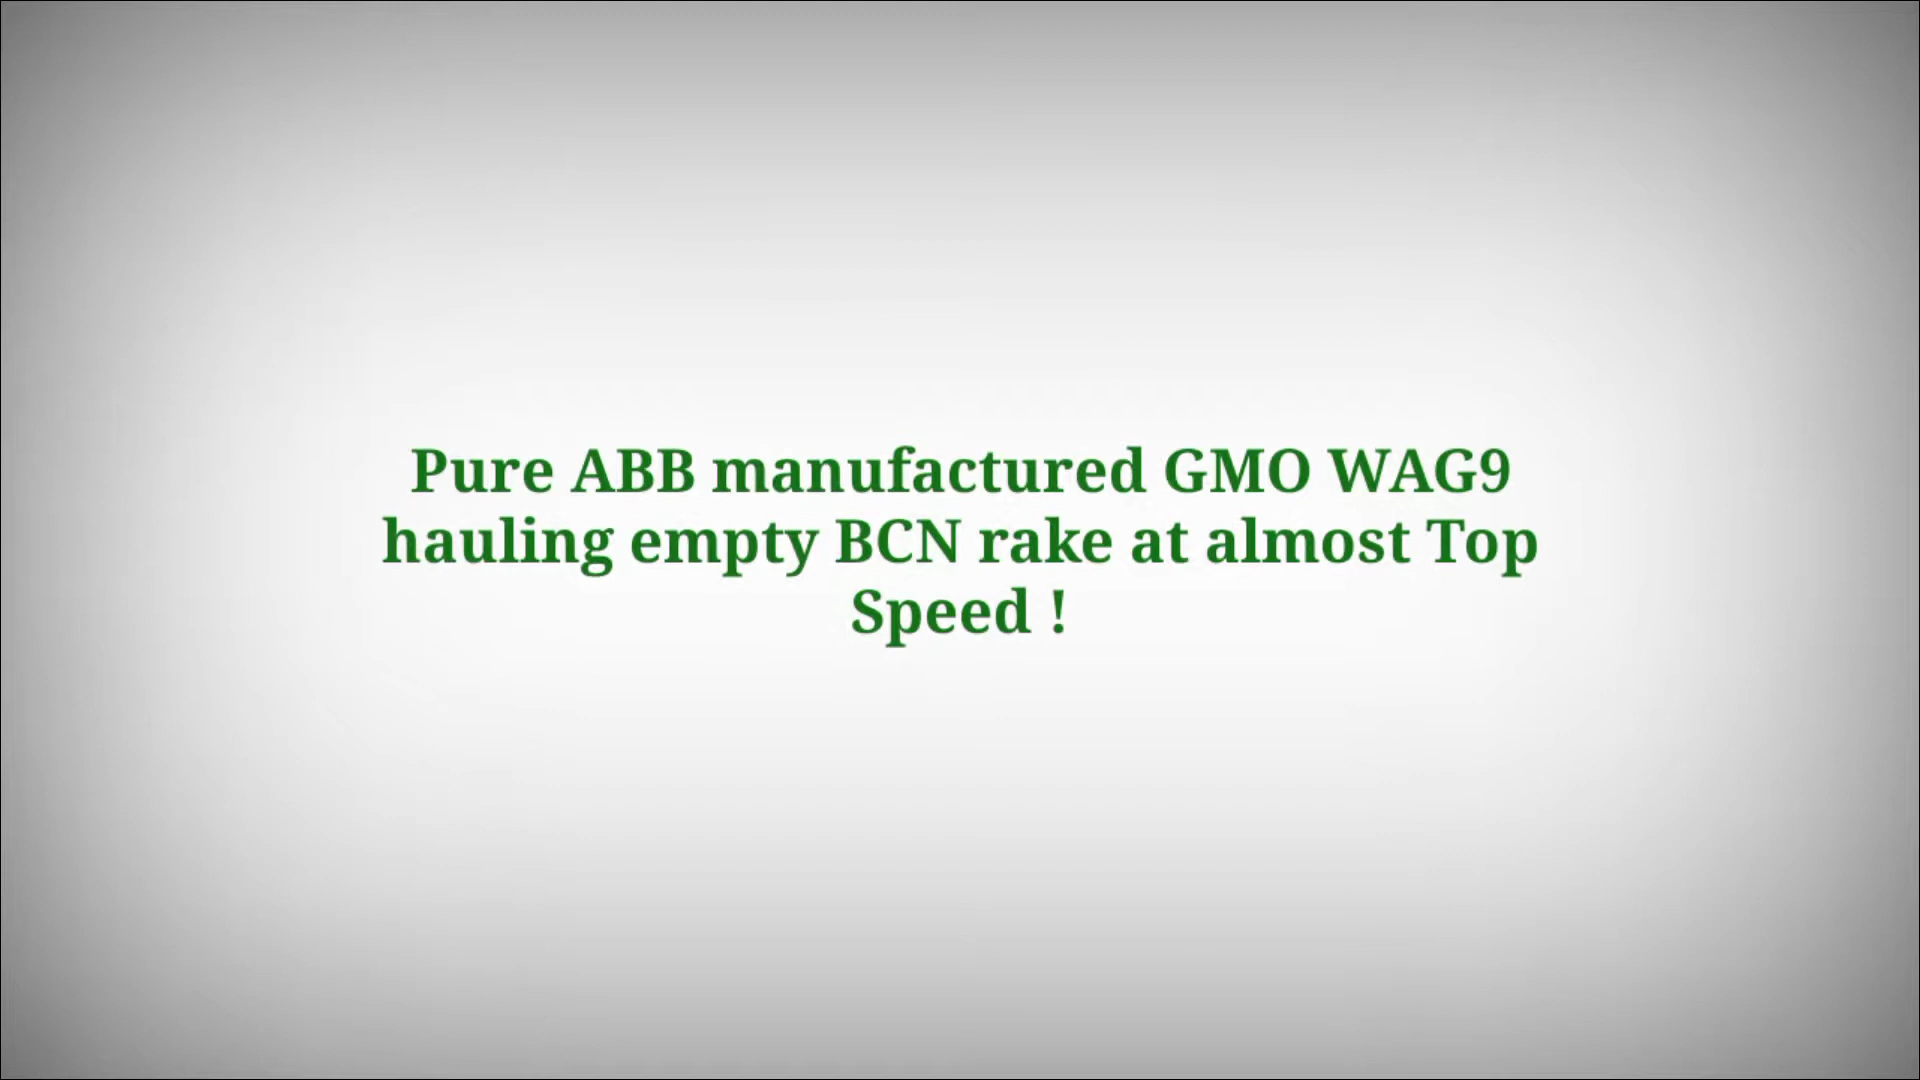 Pure ABB manufactured GMO WAG9
hauling empty BCN rake at almost Top
Speed !